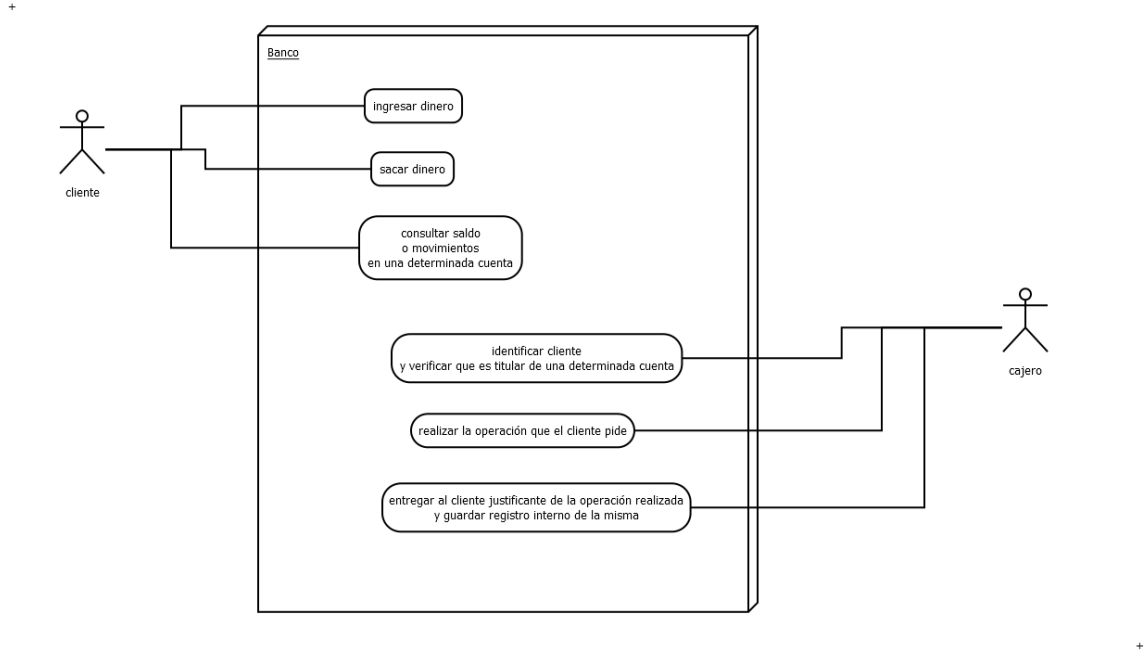 Banco
ingresar dinero
sacar dinero
cliente
consultar saldo
o movimientos
en una determinada cuenta
identificar cliente
y verificar que es titular de una determinada cuenta
cajero
realizar la operación que el cliente pide
entregar al cliente justificante de la operación realizada
y guardar registro interno de la misma